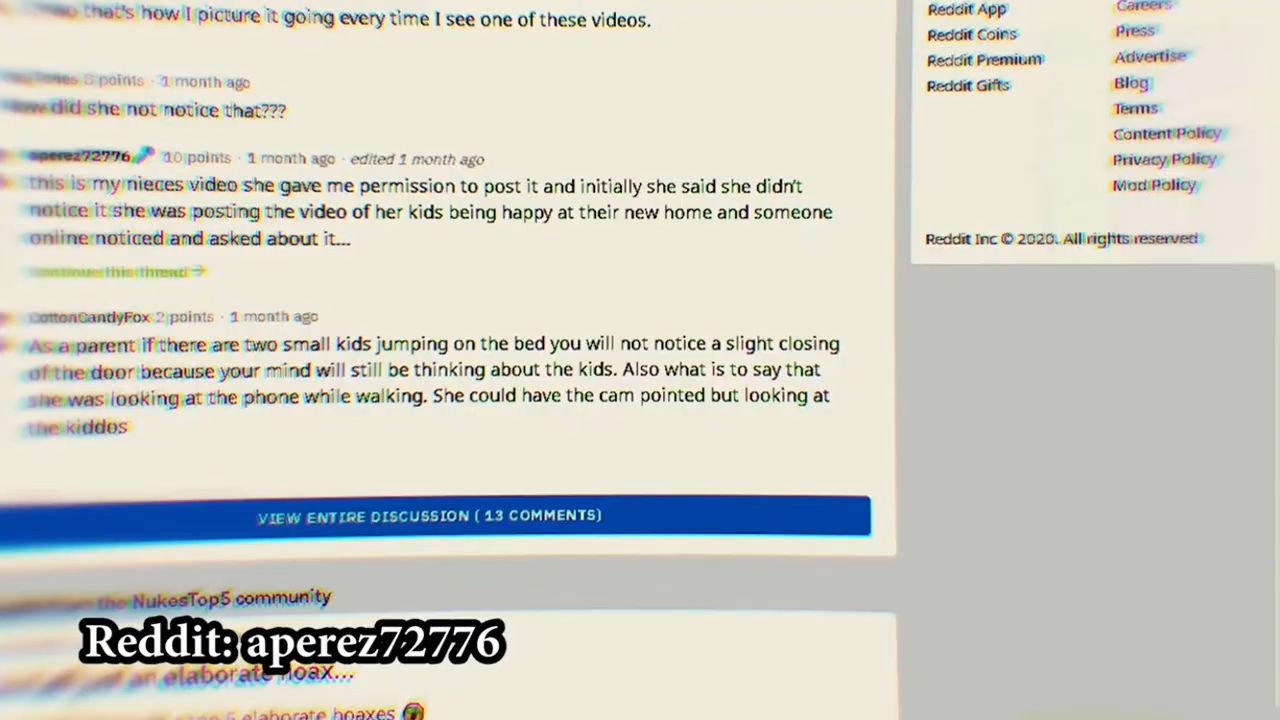 that's how I picture it going every time I see one of these videos.
points · 1 month ago
did she not notice that???
aperez72776 10 points · 1 month ago · edited 1 month ago
this is my nieces video she gave me permission to post it and initially she said she didn't
notice it she was posting the video of her kids being happy at their new home and someone
online noticed and asked about it...
continue this thread →
CottonCandyFox 2 points · 1 month ago
As a parent if there are two small kids jumping on the bed you will not notice a slight closing
of the door because your mind will still be thinking about the kids. Also what is to say that
she was looking at the phone while walking. She could have the cam pointed but looking at
the kiddos
VIEW ENTIRE DISCUSSION ( 13 COMMENTS)
the NukesTop5 community
an elaborate hoax...
5 elaborate hoaxes
Reddit: aperez72776
Reddit App
Reddit Coins
Reddit Premium
Reddit Gifts
Careers
Press
Advertise
Blog
Terms
Content Policy
Privacy Policy
Mod Policy
Reddit Inc © 2020. All rights reserved